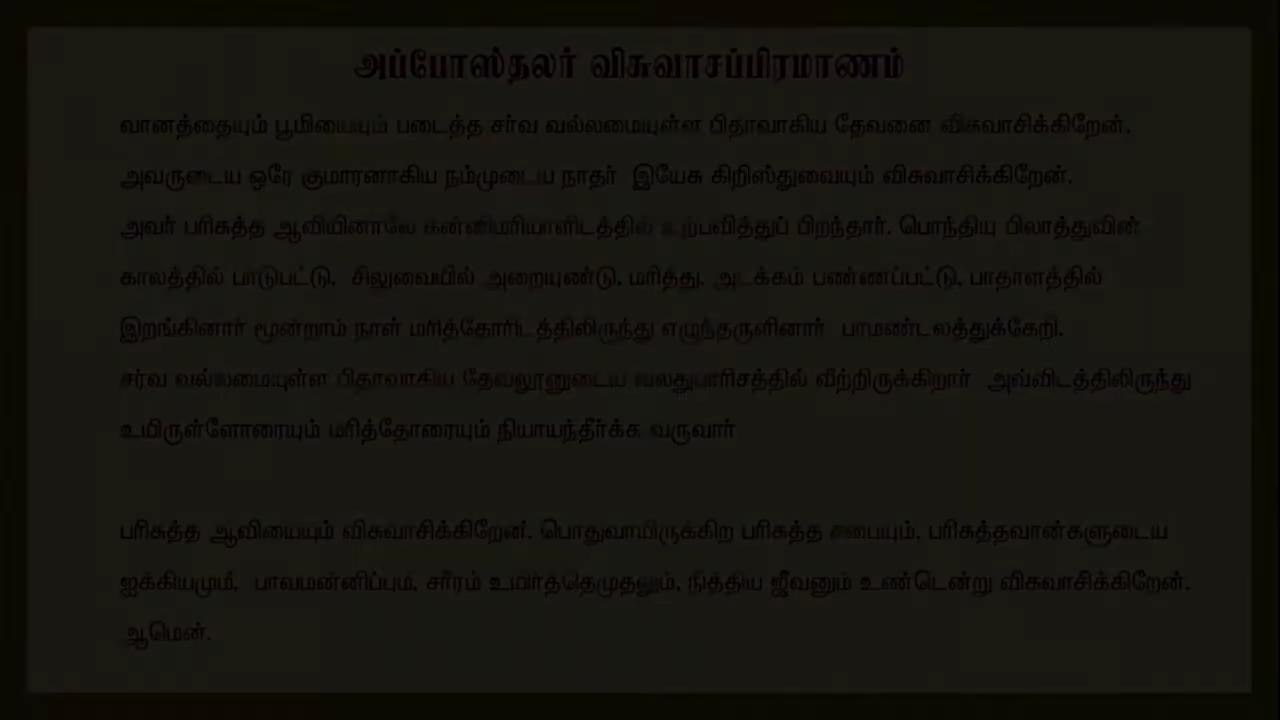 அப்போஸ்தலர் விசுவாசப்பிரமாணம்
வானத்தையும் பூமியையும் படைத்த சர்வ வல்லமையுள்ள பிதாவாகிய தேவனை விசுவாசிக்கிறேன்.
அவருடைய ஒரே குமாரனாகிய நம்முடைய நாதர் இயேசு கிறிஸ்துவையும் விசுவாசிக்கிறேன்.
அவர் பரிசுத்த ஆவியினாலே கன்னிமரியாளிடத்தில் உற்பவித்துப் பிறந்தார். பொந்தியு பிலாத்துவின்
காலத்தில் பாடுபட்டு, சிலுவையில் அறையுண்டு, மரித்து, அடக்கம் பண்ணப்பட்டு, பாதாளத்தில்
இறங்கினார் மூன்றாம் நாள் மரித்தோரிடத்திலிருந்து எழுந்தருளினார் பரமண்டலத்துக்கேறி,
சர்வ வல்லமையுள்ள பிதாவாகிய வலதுபாரிசத்தில் வீற்றிருக்கிறார் அவ்விடத்திலிருந்து
உயிருள்ளோரையும் மரித்தோரையும் நியாயந்தீர்க்க வருவார்
பரிசுத்த ஆவியையும் விசுவாசிக்கிறேன். பொதுவாயிருக்கிற பரிசுத்த சபையும், பரிசுத்தவான்களுடைய
ஐக்கியமும், பாவமன்னிப்பும், சரீரம் உயிர்த்தெழுதலும், நித்திய ஜீவனும் உண்டென்று விசுவாசிக்கிறேன்.
ஆமென்.